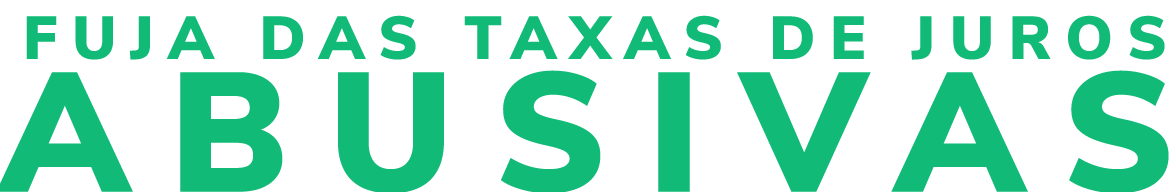 FUJA DAS TAXAS DE JUROS
ABUSIVAS